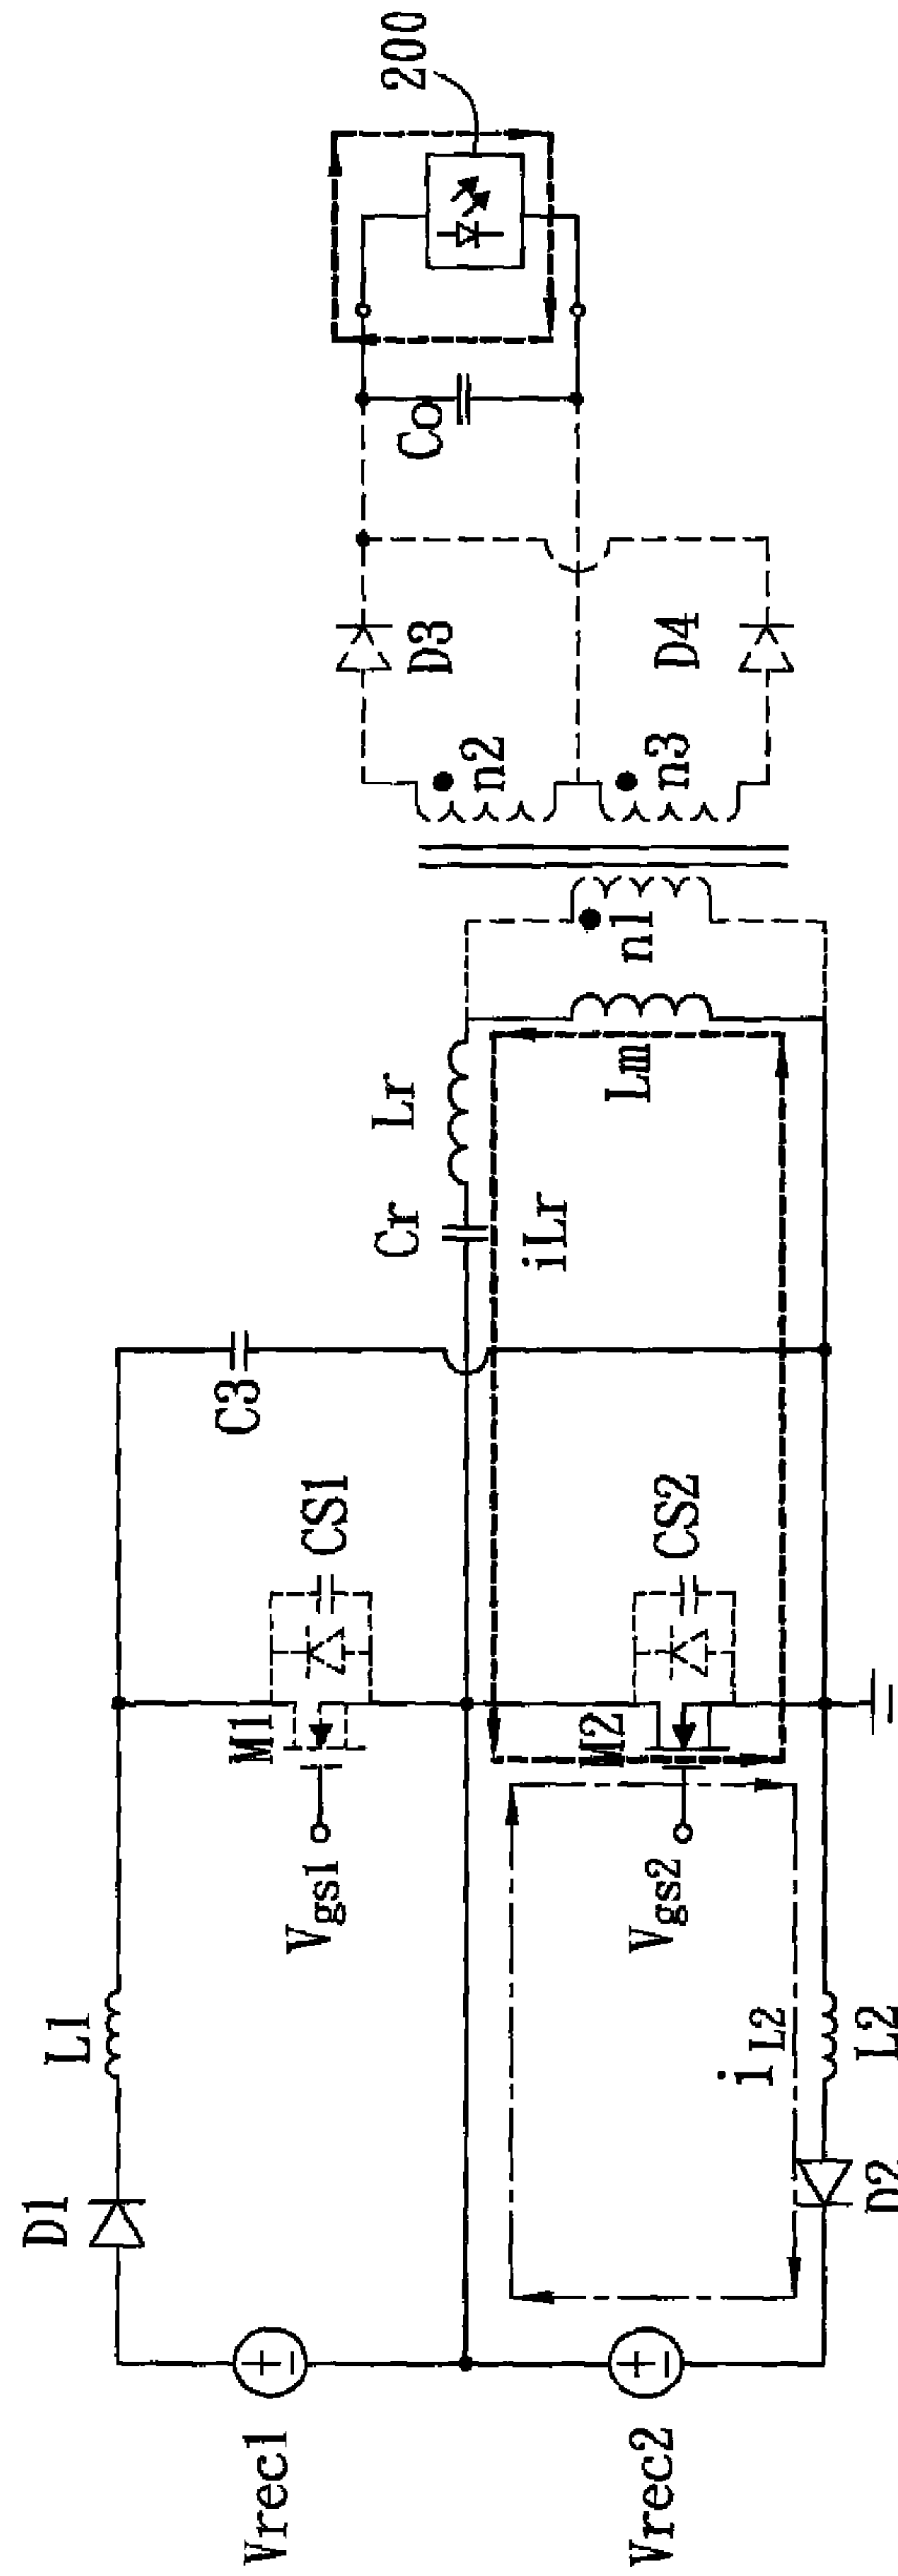 Vrec1
Vrec2
D1
L1
Vgs1
M1
CS1
C3
Cr
Lr
iLr
Lm
n1
n2
n3
D3
D4
Co
200
Vgs2
M2
CS2
iL2
L2
D2